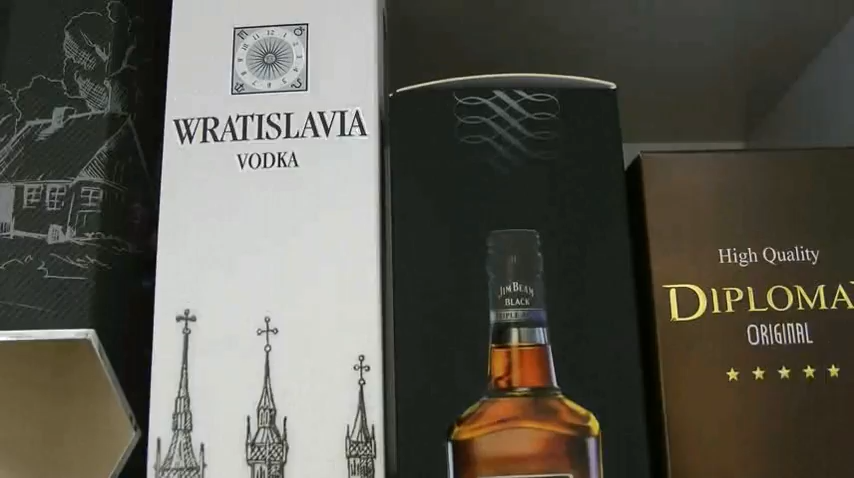 WRATISLAVIA
VODKA
JIM BEAM
BLACK
High Quality
DIPLOMA
ORIGINAL